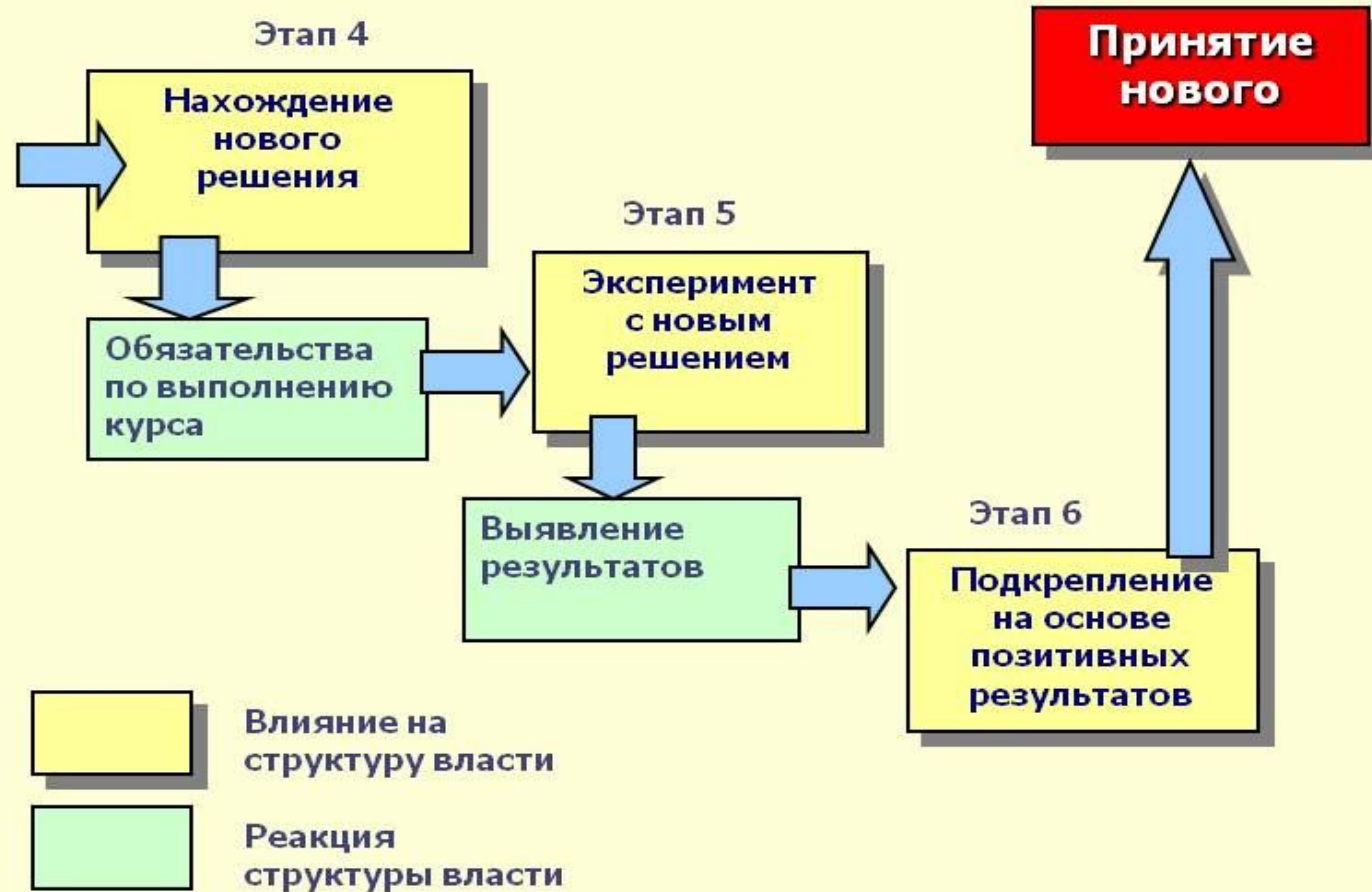 Этап 4
Нахождение
нового
решения
Обязательства
по выполнению
курса
Этап 5
Эксперимент
с новым
решением
Выявление
результатов
Этап 6
Подкрепление
на основе
позитивных
результатов
Принятие
нового
Влияние на
структуру власти
Реакция
структуры власти